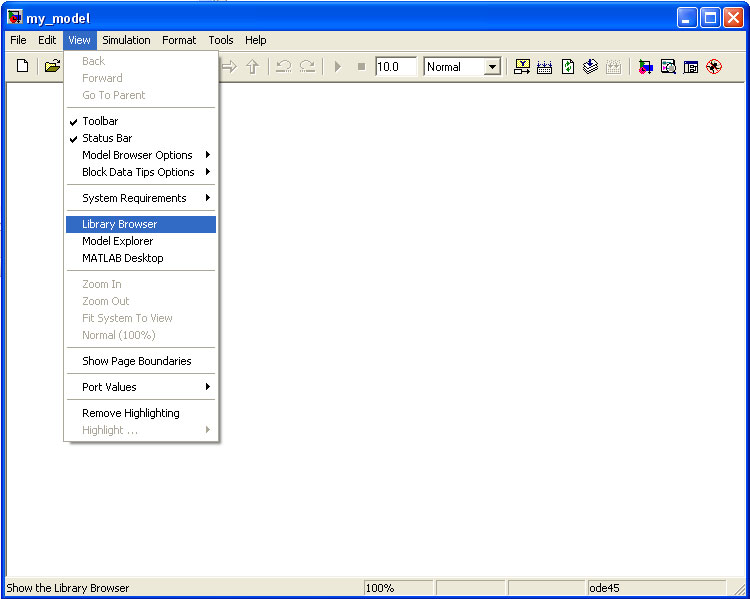 my_model
File Edit View Simulation Format Tools Help
10.0 Normal
Back
Forward
Go To Parent
Toolbar
Status Bar
Model Browser Options
Block Data Tips Options
System Requirements
Library Browser
Model Explorer
MATLAB Desktop
Zoom In
Zoom Out
Fit System To View
Normal (100%)
Show Page Boundaries
Port Values
Remove Highlighting
Highlight ...
Show the Library Browser 100% ode45